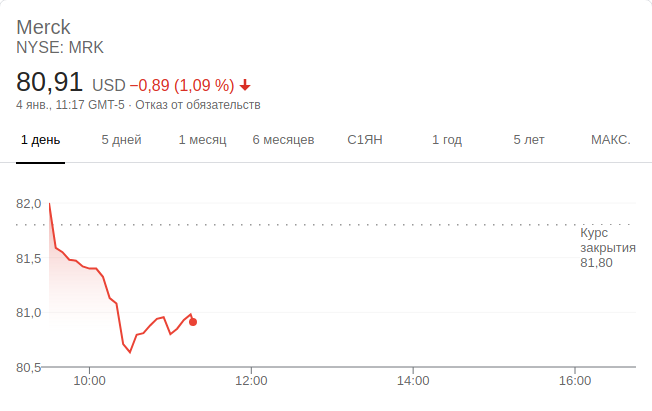 Merck
NYSE: MRK
80,91 USD −0,89 (1,09 %)
4 янв., 11:17 GMT-5 · Отказ от обязательств
1 день 5 дней 1 месяц 6 месяцев С1ЯН 1 год 5 лет МАКС.
82,0
Курс
закрытия
81,80
81,5
81,0
80,5
10:00 12:00 14:00 16:00